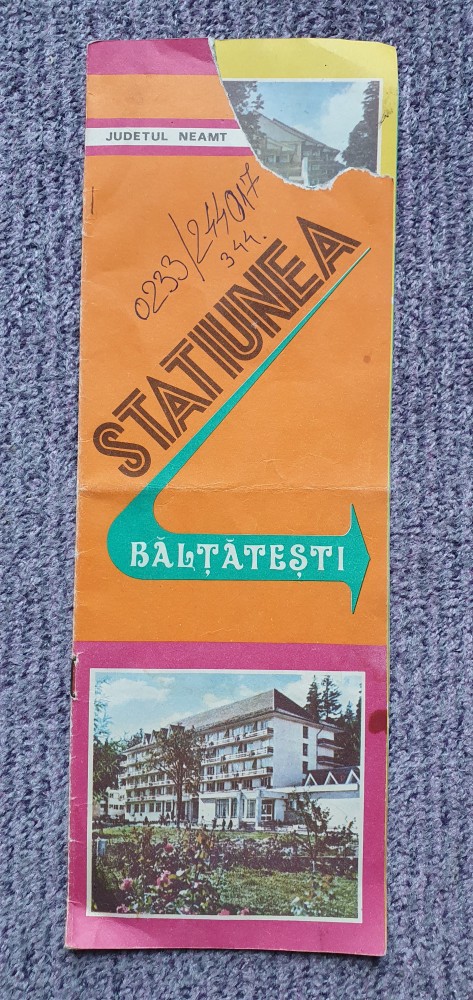 JUDETUL NEAMT
0233/244017
344.
STATIUNEA
BĂLȚĂTEȘTI